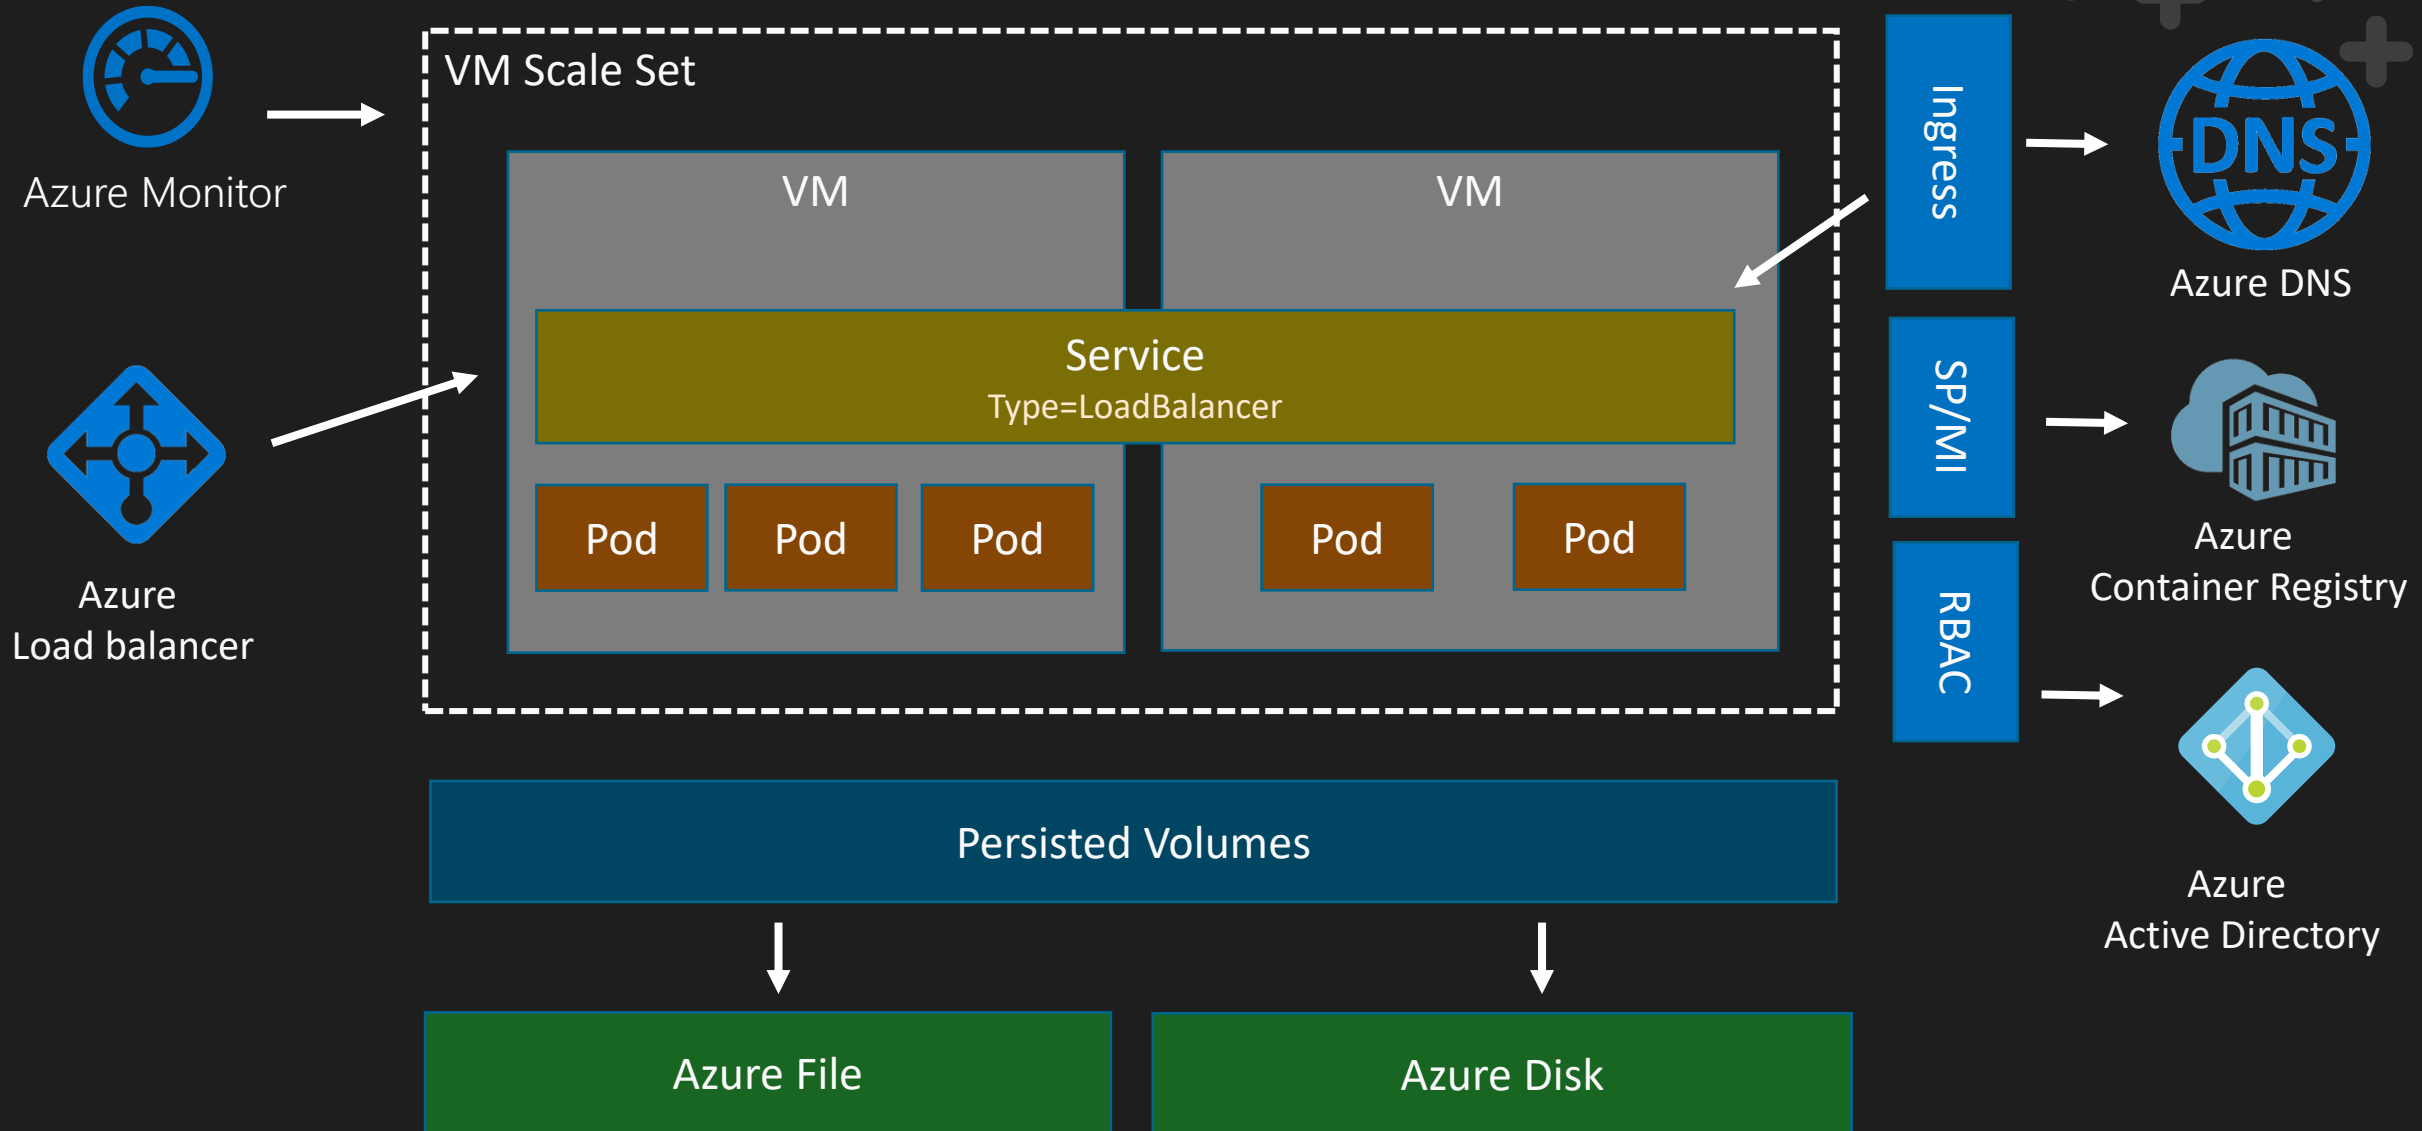 Azure Monitor
Azure
Load balancer
VM Scale Set
VM
VM
Service
Type=LoadBalancer
Pod
Pod
Pod
Pod
Pod
Persisted Volumes
Azure File
Azure Disk
Ingress
SP/MI
RBAC
DNS
Azure DNS
Azure
Container Registry
Azure
Active Directory